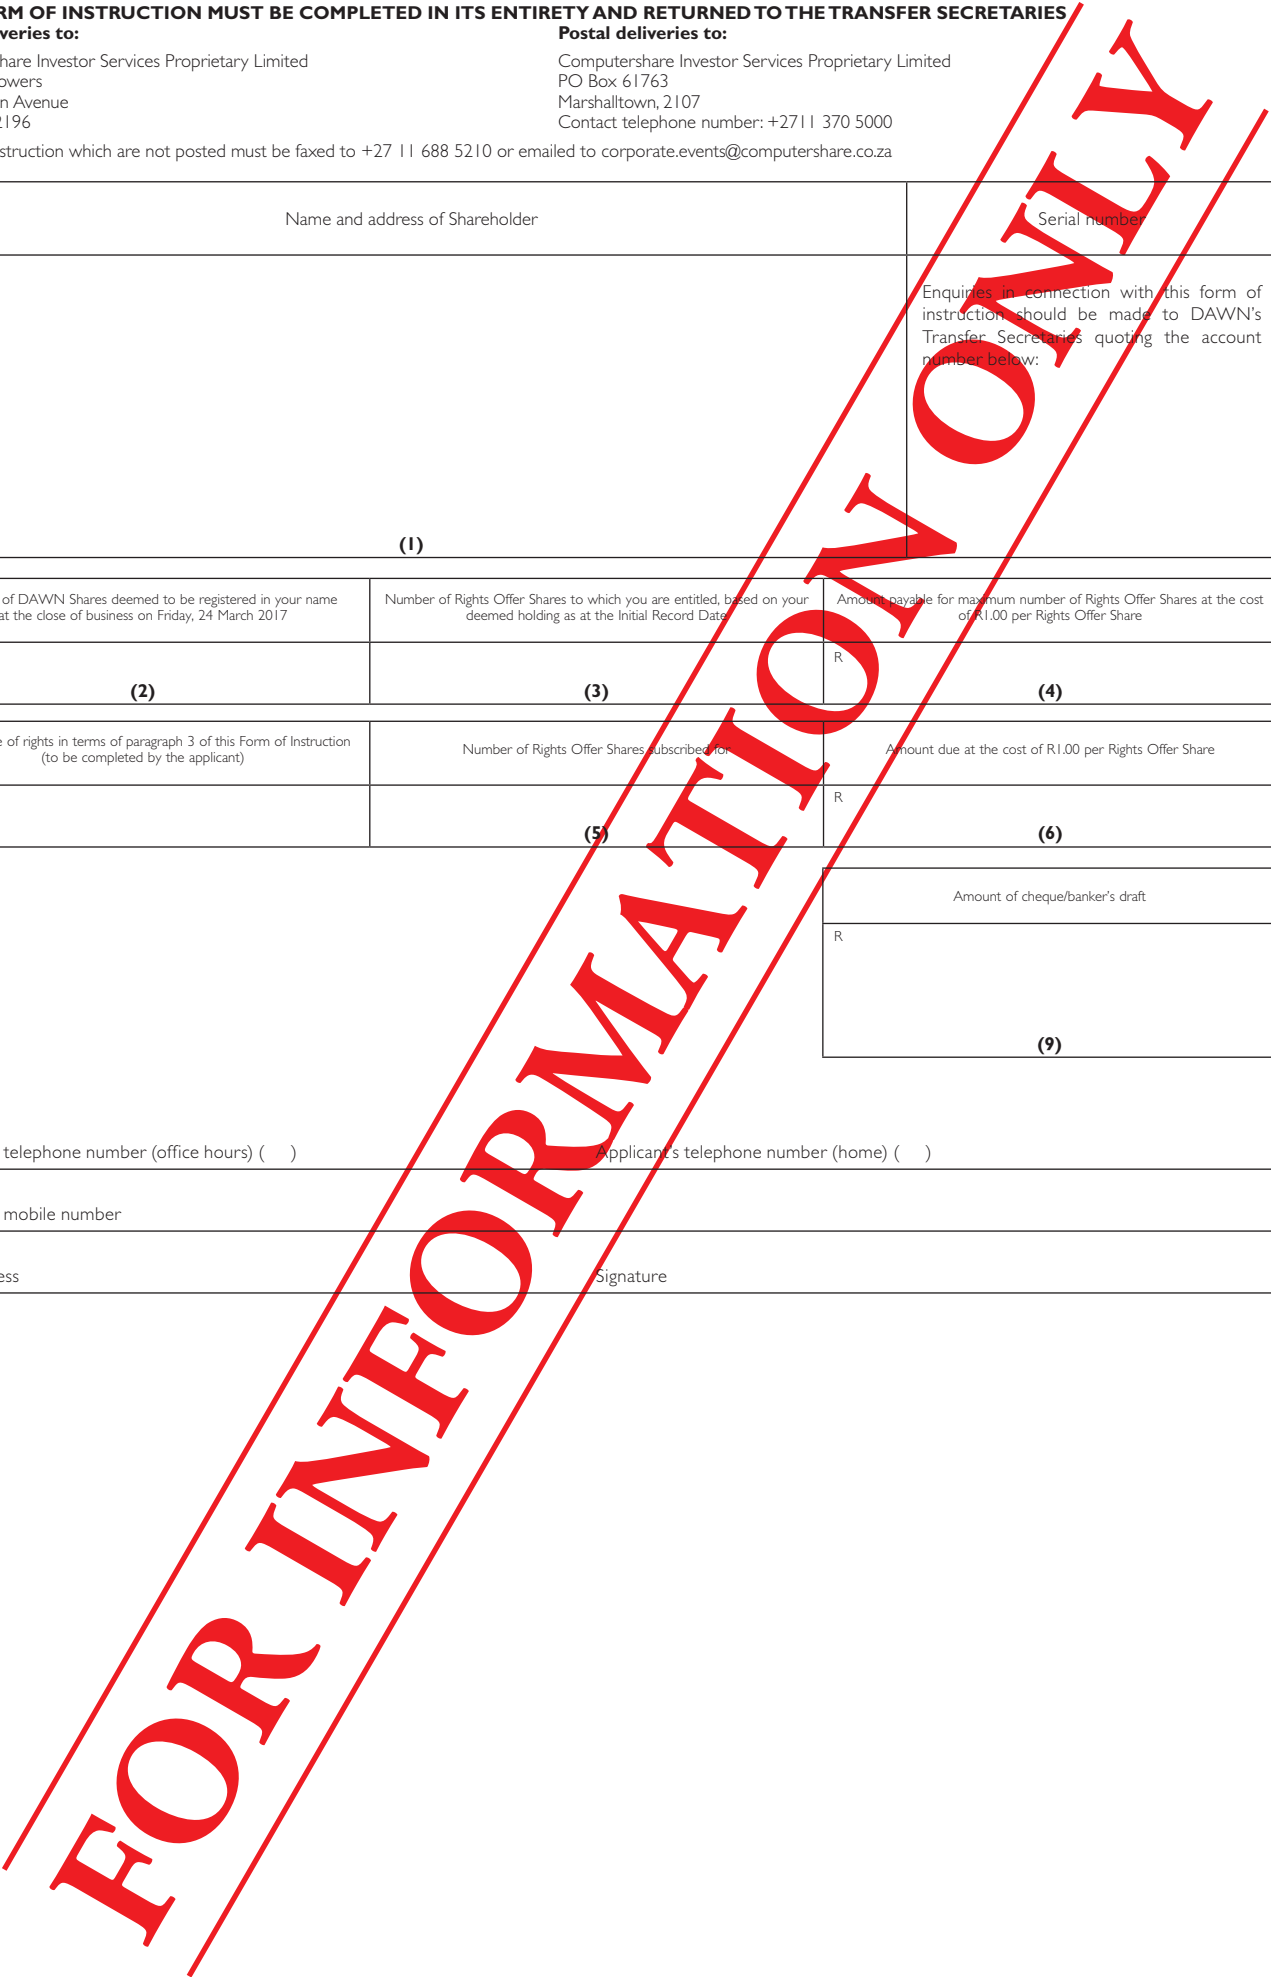 RM OF INSTRUCTION MUST BE COMPLETED IN ITS ENTIRETY AND RETURNED TO THE TRANSFER SECRETARIES
veries to:
hare Investor Services Proprietary Limited
owers
n Avenue
2196
Postal deliveries to:
Computershare Investor Services Proprietary Limited
PO Box 61763
Marshalltown, 2107
Contact telephone number: +2711 370 5000
struction which are not posted must be faxed to +27 11 688 5210 or emailed to corporate.events@computershare.co.za
Name and address of Shareholder
Serial number
Enquiries in connection with this form of
instruction should be made to DAWN's
Transfer Secretaries quoting the account
number below:
(1)
of DAWN Shares deemed to be registered in your name
at the close of business on Friday, 24 March 2017
Number of Rights Offer Shares to which you are entitled, based on your
deemed holding as at the Initial Record Date
Amount payable for maximum number of Rights Offer Shares at the cost
of R1.00 per Rights Offer Share
R
(2)
(3)
(4)
e of rights in terms of paragraph 3 of this Form of Instruction
(to be completed by the applicant)
Number of Rights Offer Shares subscribed for
Amount due at the cost of R1.00 per Rights Offer Share
R
(5)
(6)
Amount of cheque/banker's draft
R
(9)
telephone number (office hours) ( )
Applicant's telephone number (home) ( )
mobile number
ess
Signature
FOR INFORMATION ONLY